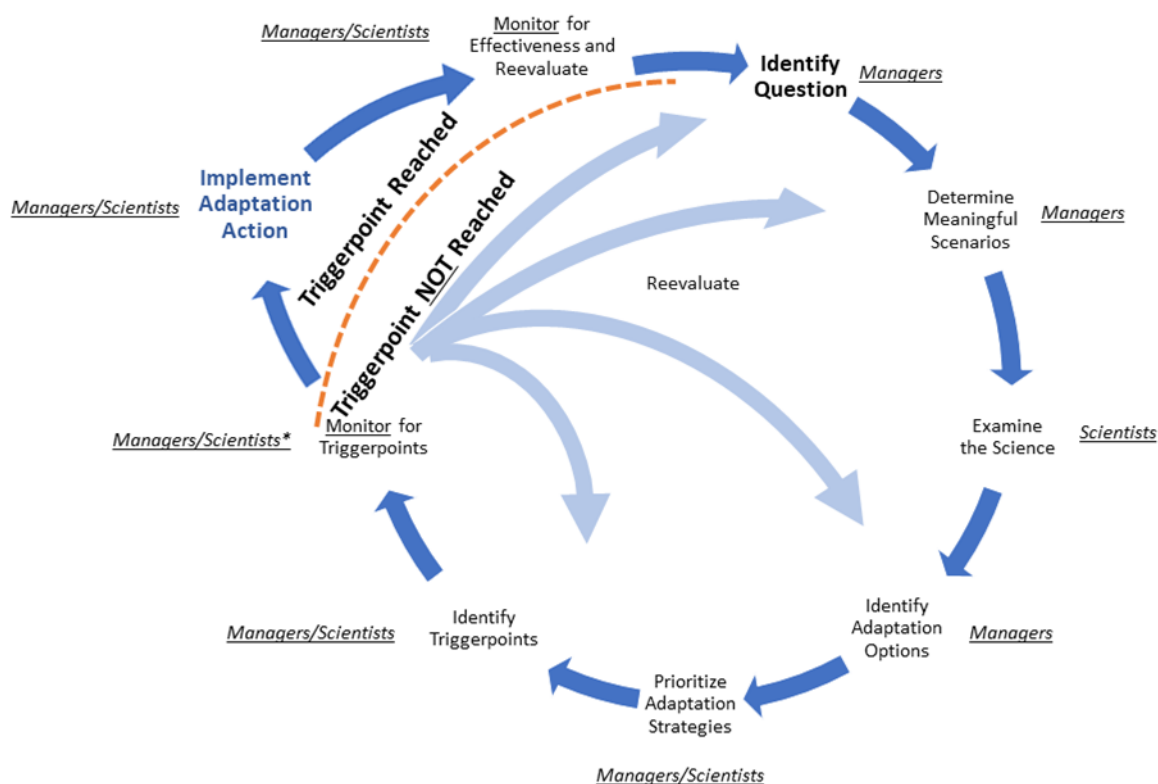 Managers/Scientists
Monitor for
Effectiveness and
Reevaluate
Identify
Question
Managers
Triggerpoint Reached
Implement
Adaptation
Action
Managers/Scientists
Triggerpoint NOT Reached
Determine
Meaningful
Scenarios
Managers
Reevaluate
Managers/Scientists*
Monitor for
Triggerpoints
Examine
the Science
Scientists
Managers/Scientists
Identify
Triggerpoints
Identify
Adaptation
Options
Managers
Prioritize
Adaptation
Strategies
Managers/Scientists